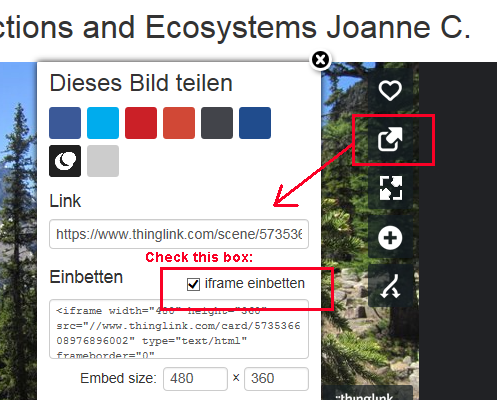 ctions and Ecosystems Joanne C.
Dieses Bild teilen
Link
https://www.thinglink.com/scene/573536
Check this box:
Einbetten
iframe einbetten
<iframe width="480" height="360"
src="//www.thinglink.com/card/5735366
08976896002" type="text/html"
frameborder="0"
Embed size: 480 × 360
thinglink